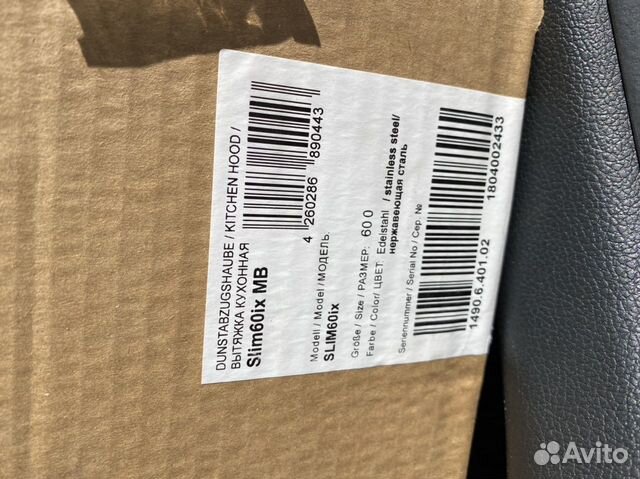 DUNSTABZUGSHAUBE / KITCHEN HOOD /
ВЫТЯЖКА КУХОННАЯ
Slim60ix MB
4 260286 890443
Modell / Model /МОДЕЛЬ:
SLIM60ix
Größe / Size / РАЗМЕР: 60 0
Farbe / Color/ ЦВЕТ: Edelstahl / stainless steel/
нержавеющая сталь
Seriennummer / Serial No / Сер. №
1490.6.401.02 1804002433
Avito